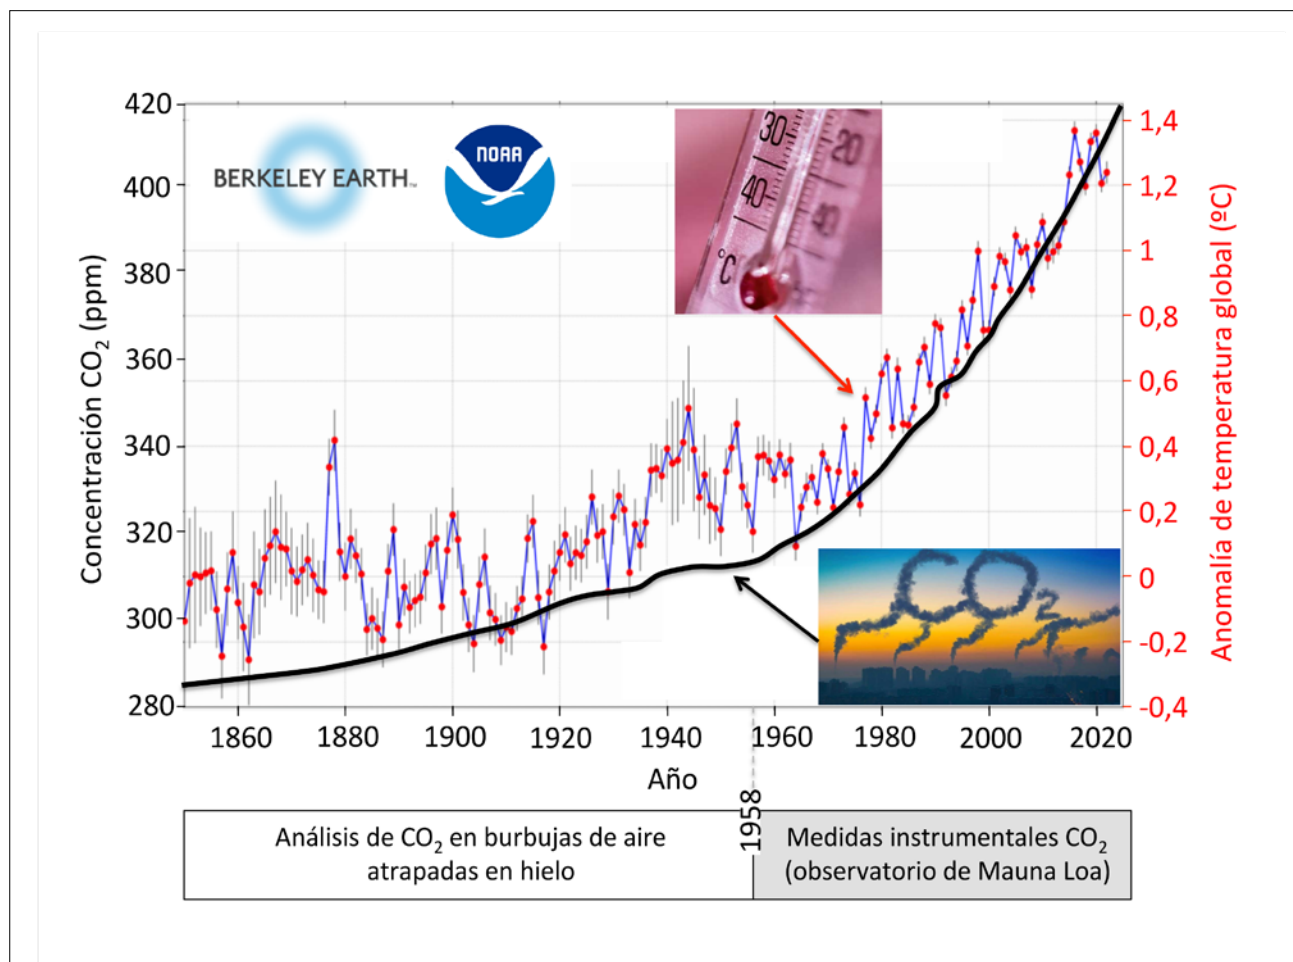 Concentración CO₂ (ppm)
420
400
380
360
340
320
300
280
BERKELEY EARTH™
NOAA
30
20
40
40
°C
CO₂
1,4
1,2
1
0,8
0,6
0,4
0,2
0
-0,2
-0,4
Anomalía de temperatura global (ºC)
1860 1880 1900 1920 1940 1960 1980 2000 2020
Año
1958
Análisis de CO₂ en burbujas de aire
atrapadas en hielo
Medidas instrumentales CO₂
(observatorio de Mauna Loa)